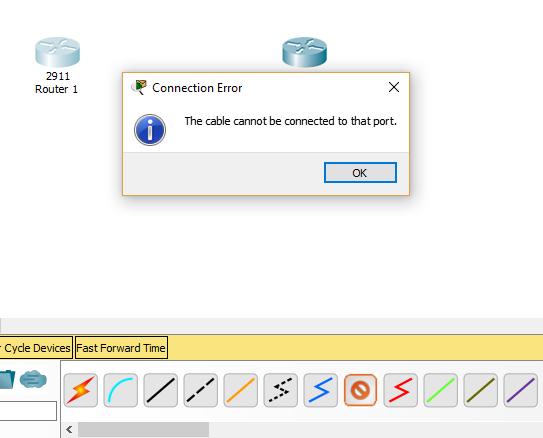 2911
Router 1
Connection Error
The cable cannot be connected to that port.
OK
Cycle Devices
Fast Forward Time